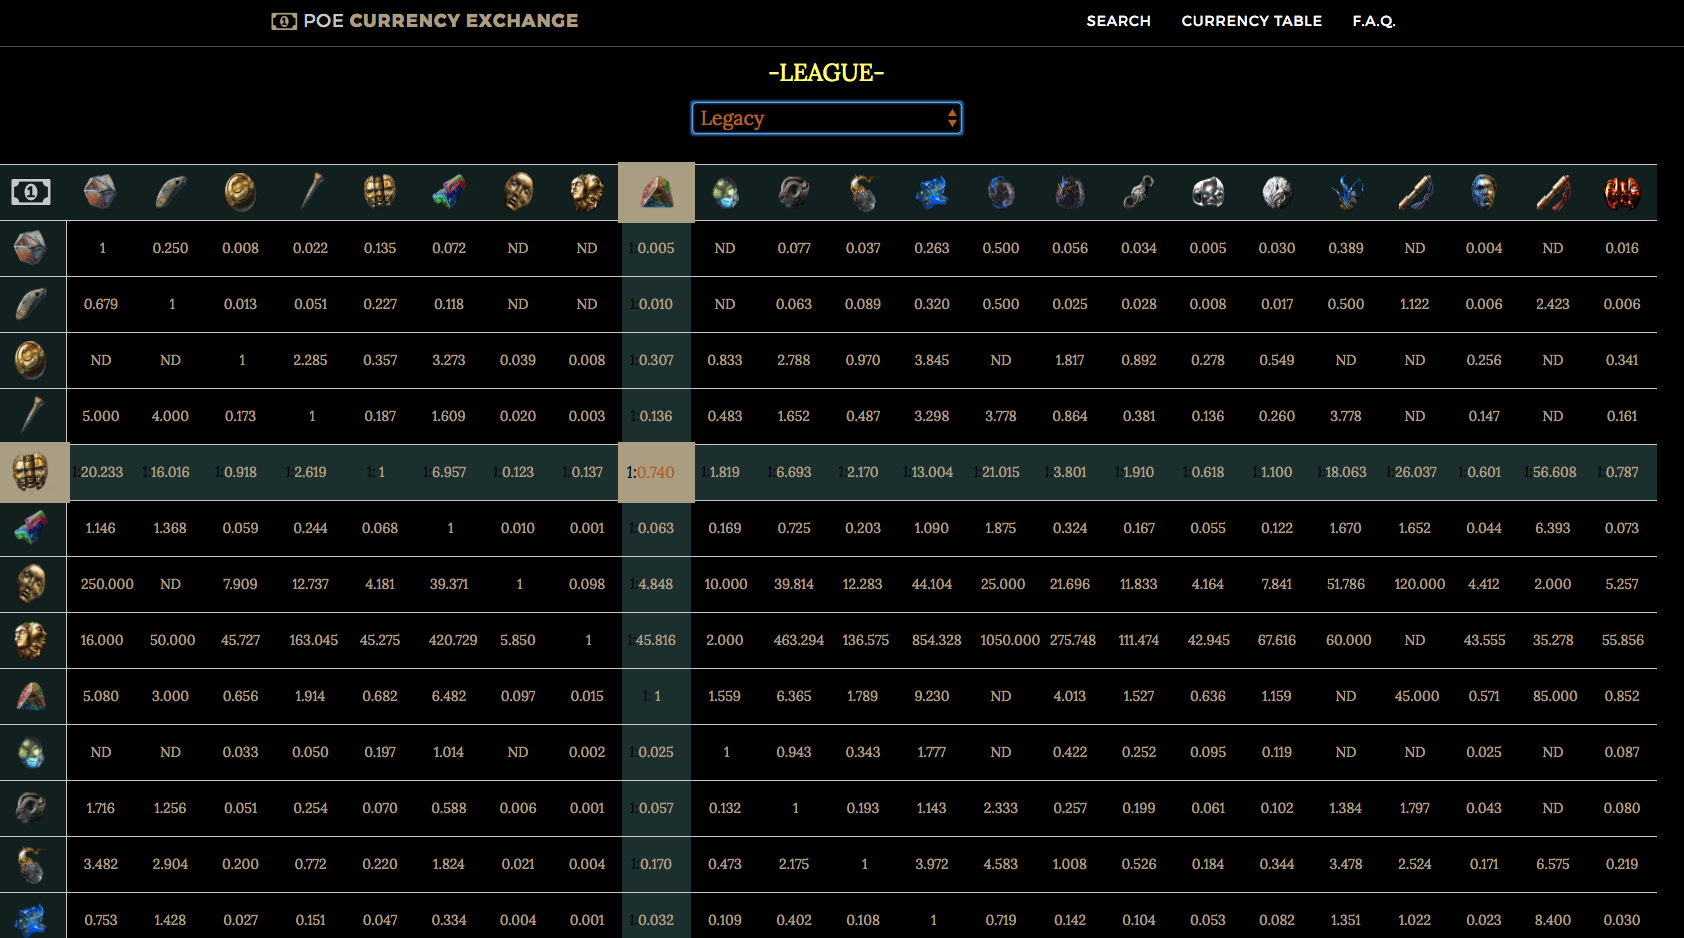 POE CURRENCY EXCHANGE SEARCH CURRENCY TABLE F.A.Q.
-LEAGUE-
Legacy
1
1 0.250 0.008 0.022 0.135 0.072 ND ND 1:0.005 ND 0.077 0.037 0.263 0.500 0.056 0.034 0.005 0.030 0.389 ND 0.004 ND 0.016
0.679 1 0.013 0.051 0.227 0.118 ND ND 1:0.010 ND 0.063 0.089 0.320 0.500 0.025 0.028 0.008 0.017 0.500 1.122 0.006 2.423 0.006
ND ND 1 2.285 0.357 3.273 0.039 0.008 1:0.307 0.833 2.788 0.970 3.845 ND 1.817 0.892 0.278 0.549 ND ND 0.256 ND 0.341
5.000 4.000 0.173 1 0.187 1.609 0.020 0.003 1:0.136 0.483 1.652 0.487 3.298 3.778 0.864 0.381 0.136 0.260 3.778 ND 0.147 ND 0.161
1:20.233 1:16.016 1:0.918 1:2.619 1:1 1:6.957 1:0.123 1:0.137 1:0.740 1:1.819 1:6.693 1:2.170 1:13.004 1:21.015 1:3.801 1:1.910 1:0.618 1:1.100 1:18.063 1:26.037 1:0.601 1:56.608 1:0.787
1.146 1.368 0.059 0.244 0.068 1 0.010 0.001 1:0.063 0.169 0.725 0.203 1.090 1.875 0.324 0.167 0.055 0.122 1.670 1.652 0.044 6.393 0.073
250.000 ND 7.909 12.737 4.181 39.371 1 0.098 1:4.848 10.000 39.814 12.283 44.104 25.000 21.696 11.833 4.164 7.841 51.786 120.000 4.412 2.000 5.257
16.000 50.000 45.727 163.045 45.275 420.729 5.850 1 1:45.816 2.000 463.294 136.575 854.328 1050.000 275.748 111.474 42.945 67.616 60.000 ND 43.555 35.278 55.856
5.080 3.000 0.656 1.914 0.682 6.482 0.097 0.015 1:1 1.559 6.365 1.789 9.230 ND 4.013 1.527 0.636 1.159 ND 45.000 0.571 85.000 0.852
ND ND 0.033 0.050 0.197 1.014 ND 0.002 1:0.025 1 0.943 0.343 1.777 ND 0.422 0.252 0.095 0.119 ND ND 0.025 ND 0.087
1.716 1.256 0.051 0.254 0.070 0.588 0.006 0.001 1:0.057 0.132 1 0.193 1.143 2.333 0.257 0.199 0.061 0.102 1.384 1.797 0.043 ND 0.080
3.482 2.904 0.200 0.772 0.220 1.824 0.021 0.004 1:0.170 0.473 2.175 1 3.972 4.583 1.008 0.526 0.184 0.344 3.478 2.524 0.171 6.575 0.219
0.753 1.428 0.027 0.151 0.047 0.334 0.004 0.001 1:0.032 0.109 0.402 0.108 1 0.719 0.142 0.104 0.053 0.082 1.351 1.022 0.023 8.400 0.030